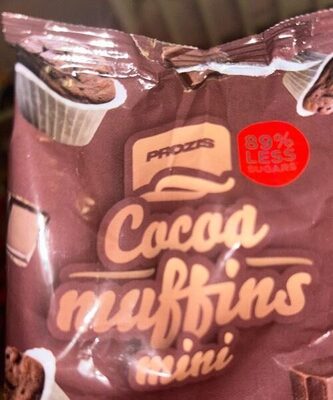 PROZIS
89%
LESS
SUGARS
Cocoa
muffins
mini